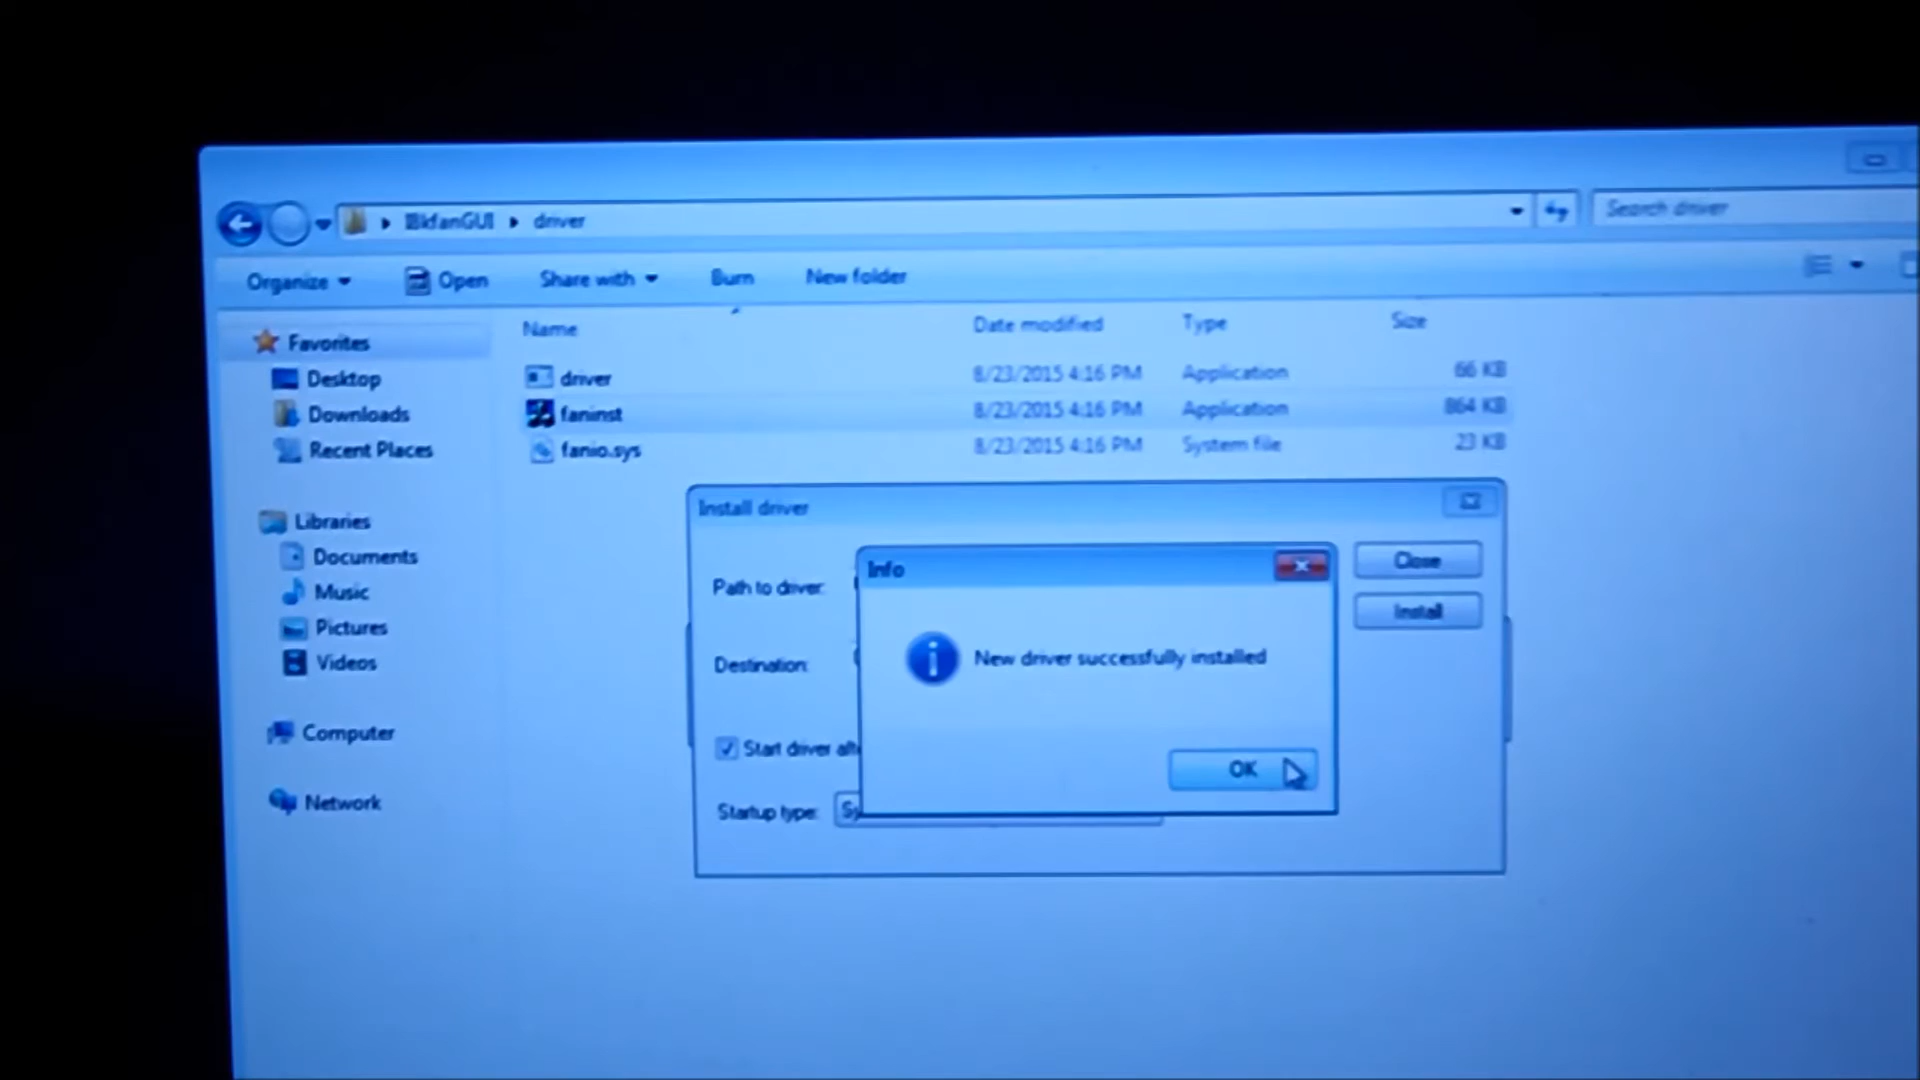 I8kfanGUI driver
Search driver
Organize Open Share with Burn New folder
Name Date modified Type Size
Favorites
Desktop
Downloads
Recent Places
Libraries
Documents
Music
Pictures
Videos
Computer
Network
driver 8/23/2015 4:16 PM Application 66 KB
faninst 8/23/2015 4:16 PM Application 864 KB
fanio.sys 8/23/2015 4:16 PM System file 23 KB
Install driver
Path to driver:
Destination:
Start driver afte
Startup type: Sy
Close
Install
Info
New driver successfully installed
OK